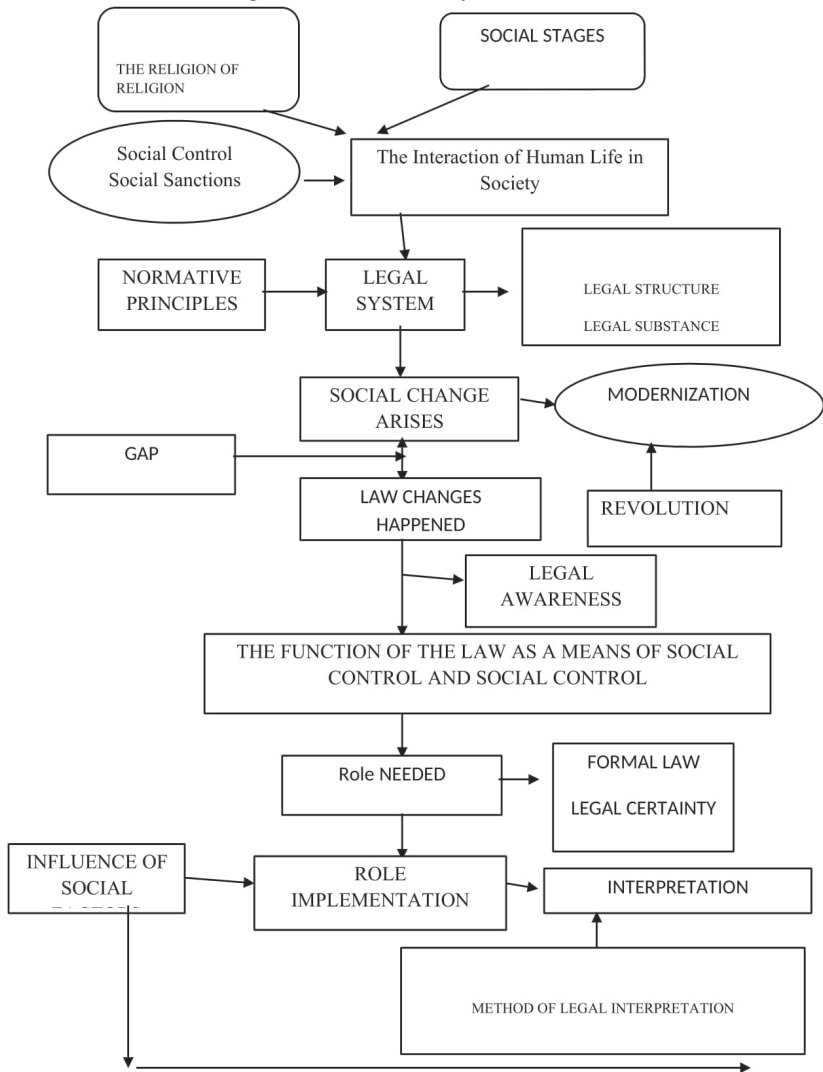 THE RELIGION OF
RELIGION
SOCIAL STAGES
Social Control
Social Sanctions
The Interaction of Human Life in
Society
NORMATIVE
PRINCIPLES
LEGAL
SYSTEM
LEGAL STRUCTURE
LEGAL SUBSTANCE
SOCIAL CHANGE
ARISES
MODERNIZATION
GAP
LAW CHANGES
HAPPENED
REVOLUTION
LEGAL
AWARENESS
THE FUNCTION OF THE LAW AS A MEANS OF SOCIAL
CONTROL AND SOCIAL CONTROL
Role NEEDED
FORMAL LAW
LEGAL CERTAINTY
INFLUENCE OF
SOCIAL
ROLE
IMPLEMENTATION
INTERPRETATION
METHOD OF LEGAL INTERPRETATION